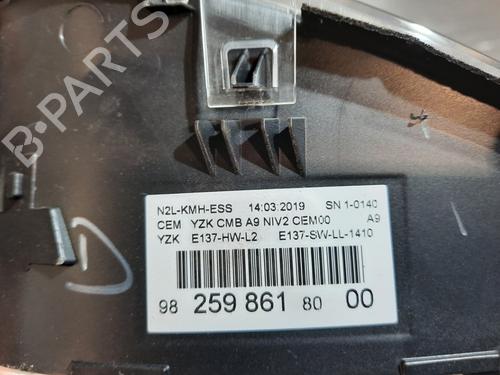 B-PARTS
N2L-KMH-ESS 14:03:2019 SN 1-0140
CEM YZK CMB A9 NIV2 CEM00 A9
YZK E137-HW-L2 E137-SW-LL-1410
98 259 861 80 00
D